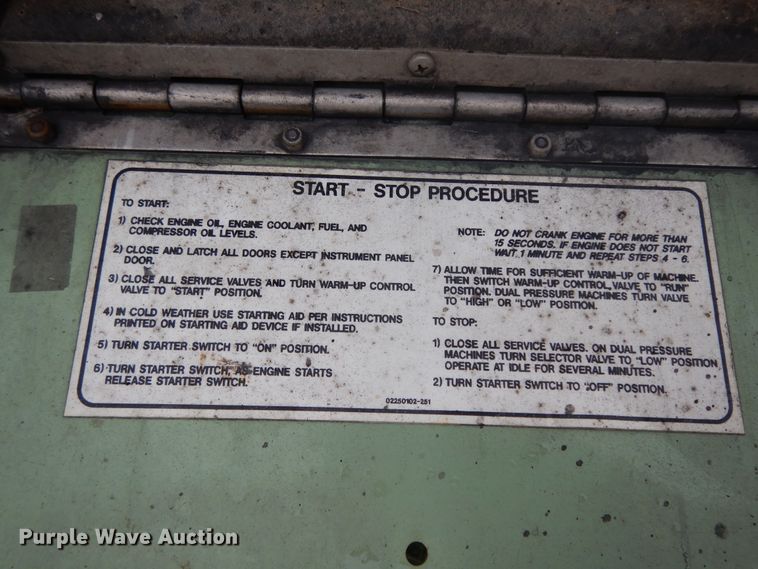 START - STOP PROCEDURE
TO START:
1) CHECK ENGINE OIL, ENGINE COOLANT, FUEL, AND
COMPRESSOR OIL LEVELS.
2) CLOSE AND LATCH ALL DOORS EXCEPT INSTRUMENT PANEL
DOOR.
3) CLOSE ALL SERVICE VALVES AND TURN WARM-UP CONTROL
VALVE TO "START" POSITION.
4) IN COLD WEATHER USE STARTING AID PER INSTRUCTIONS
PRINTED ON STARTING AID DEVICE IF INSTALLED.
5) TURN STARTER SWITCH TO "ON" POSITION.
6) TURN STARTER SWITCH, AS ENGINE STARTS
RELEASE STARTER SWITCH.
NOTE: DO NOT CRANK ENGINE FOR MORE THAN
15 SECONDS. IF ENGINE DOES NOT START
WAIT 1 MINUTE AND REPEAT STEPS 4 - 6.
7) ALLOW TIME FOR SUFFICIENT WARM-UP OF MACHINE.
THEN SWITCH WARM-UP CONTROL VALVE TO "RUN"
POSITION. DUAL PRESSURE MACHINES TURN VALVE
TO "HIGH" OR "LOW" POSITION.
TO STOP:
1) CLOSE ALL SERVICE VALVES. ON DUAL PRESSURE
MACHINES TURN SELECTOR VALVE TO "LOW" POSITION
OPERATE AT IDLE FOR SEVERAL MINUTES.
2) TURN STARTER SWITCH TO "OFF" POSITION.
02250102-251
Purple Wave Auction